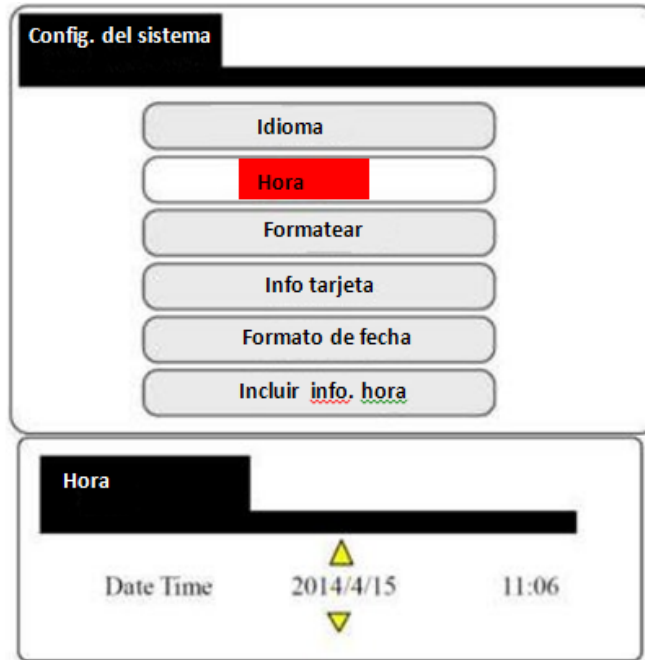 Config. del sistema
Idioma
Hora
Formatear
Info tarjeta
Formato de fecha
Incluir info. hora
Hora
Date Time 2014/4/15 11:06